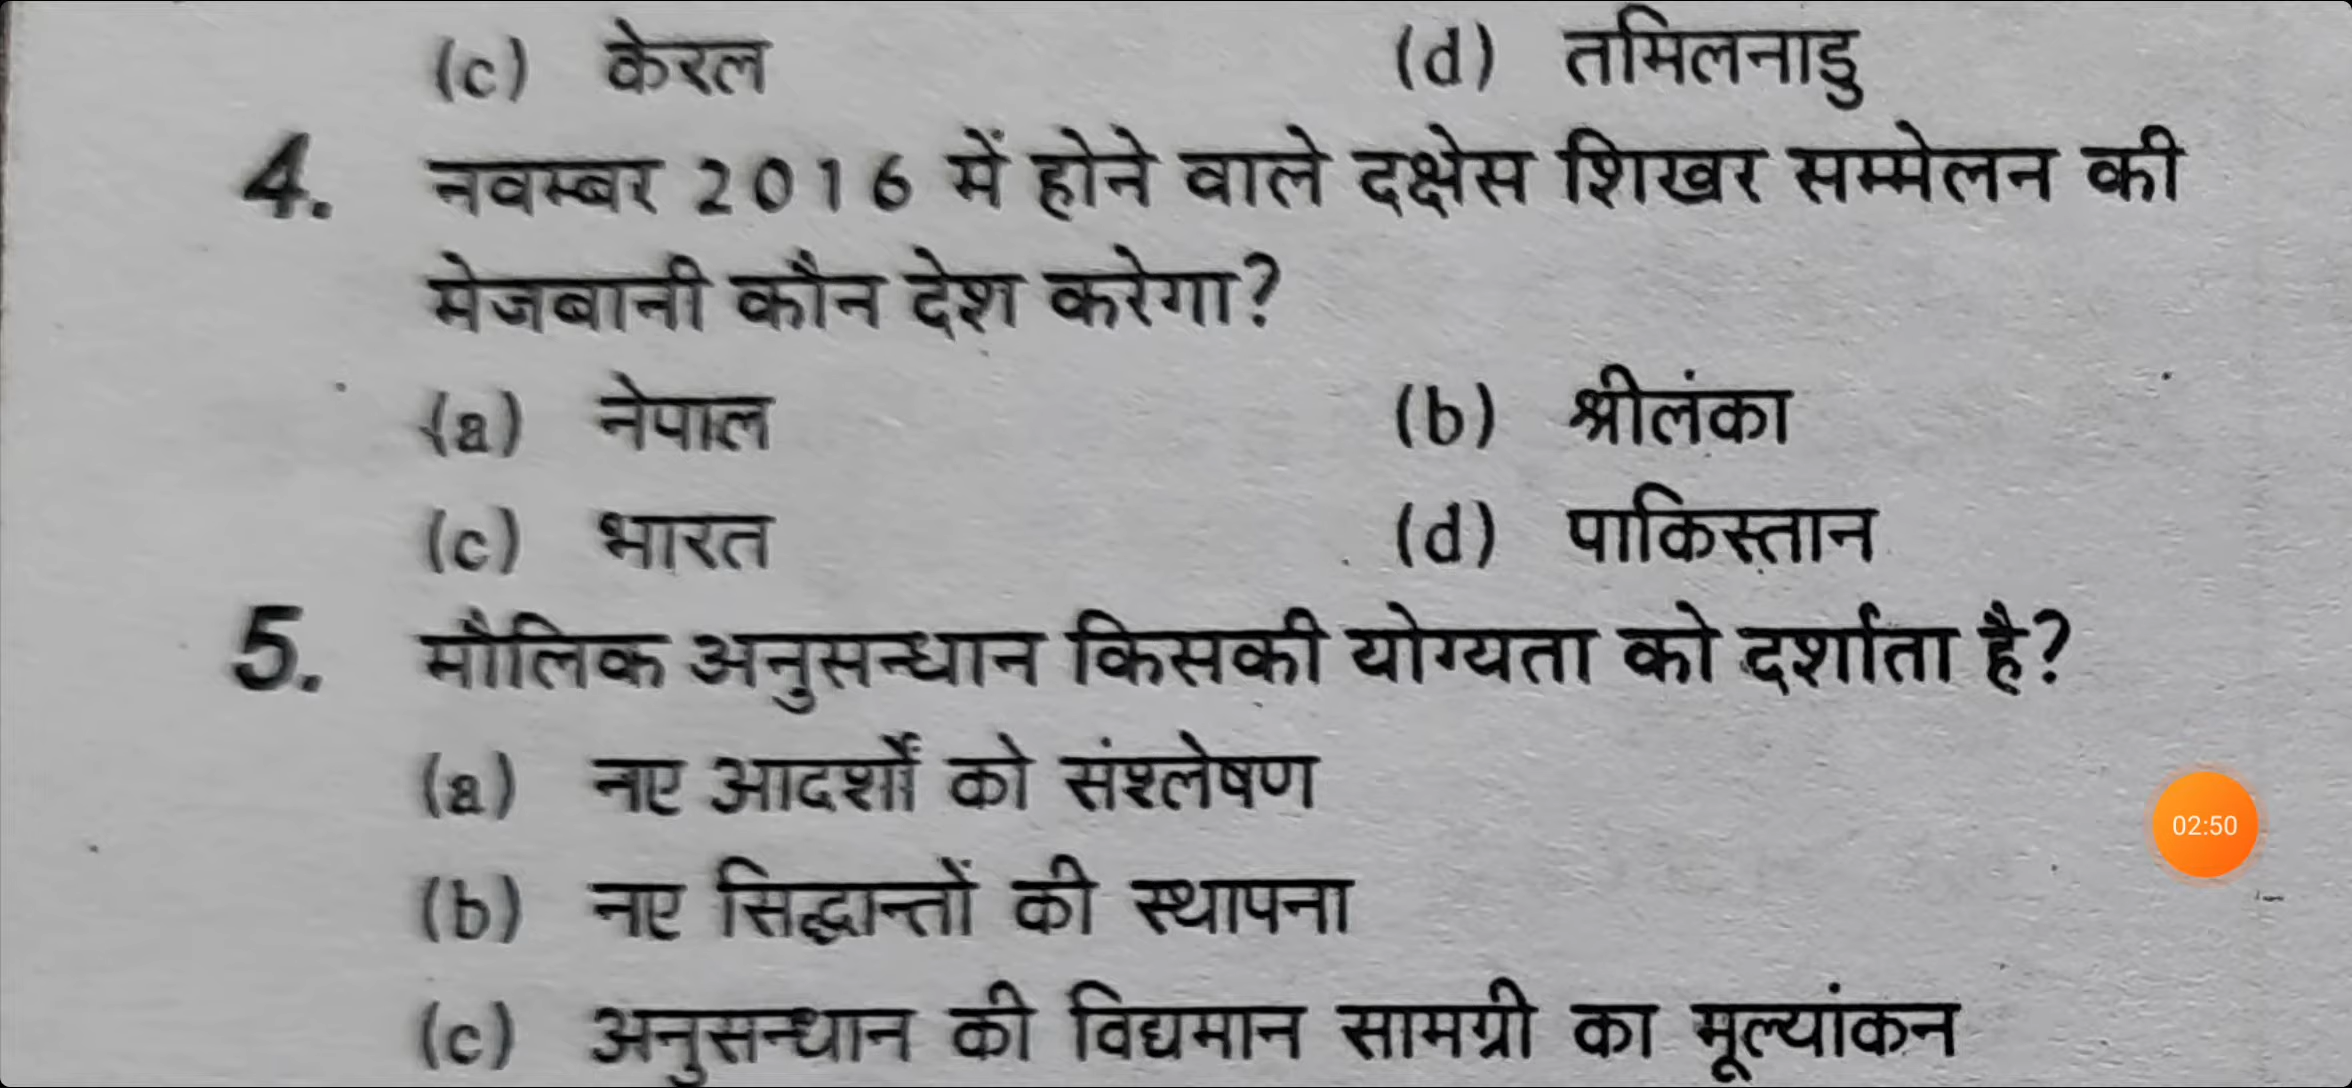 (c) केरल (d) तमिलनाडु
4. नवम्बर 2016 में होने वाले दक्षेस शिखर सम्मेलन की
मेजबानी कौन देश करेगा?
(a) नेपाल (b) श्रीलंका
(c) भारत (d) पाकिस्तान
5. मौलिक अनुसन्धान किसकी योग्यता को दर्शाता है?
(a) नए आदर्शों को संश्लेषण
02:50
(b) नए सिद्धान्तों की स्थापना
(c) अनुसन्धान की विद्यमान सामग्री का मूल्यांकन